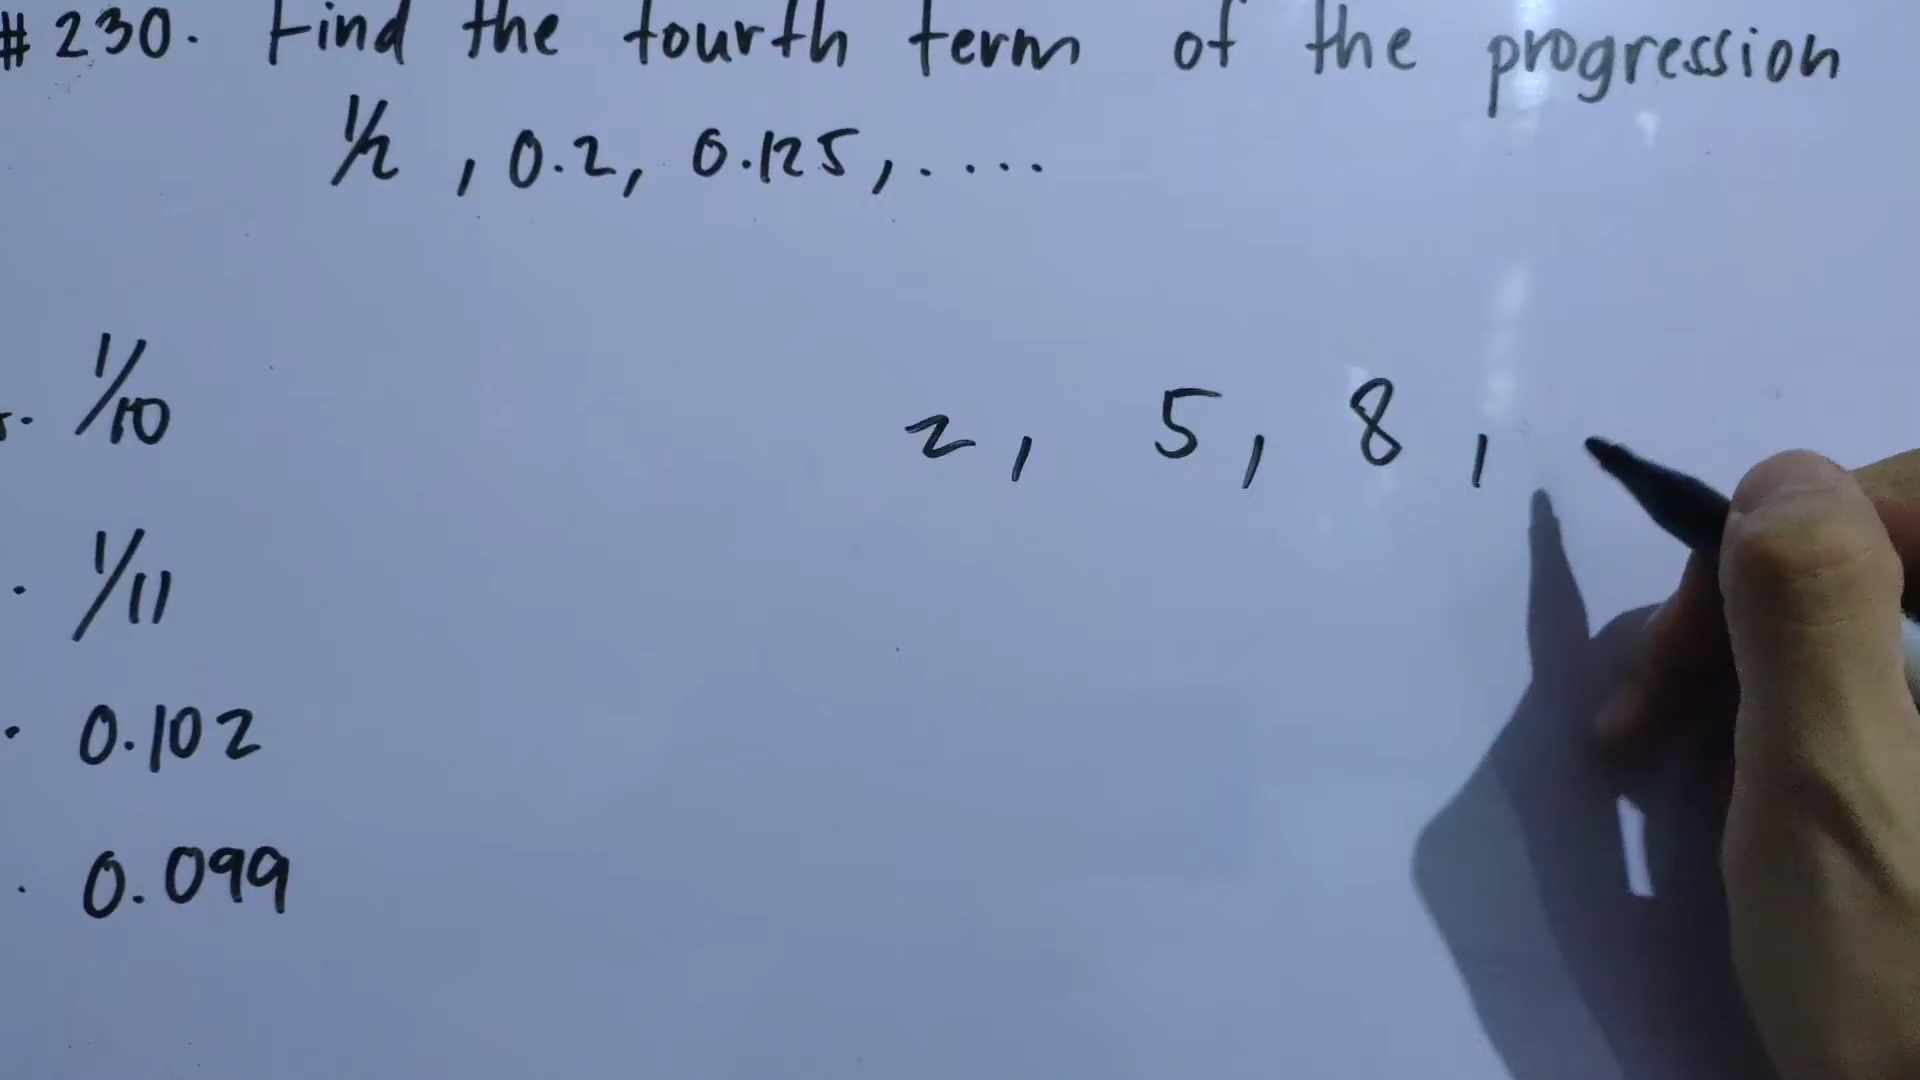 #230. Find the fourth term of the progression
1/2, 0.2, 0.125, ....
1/10
2, 5, 8,
. 1/11
. 0.102
. 0.099